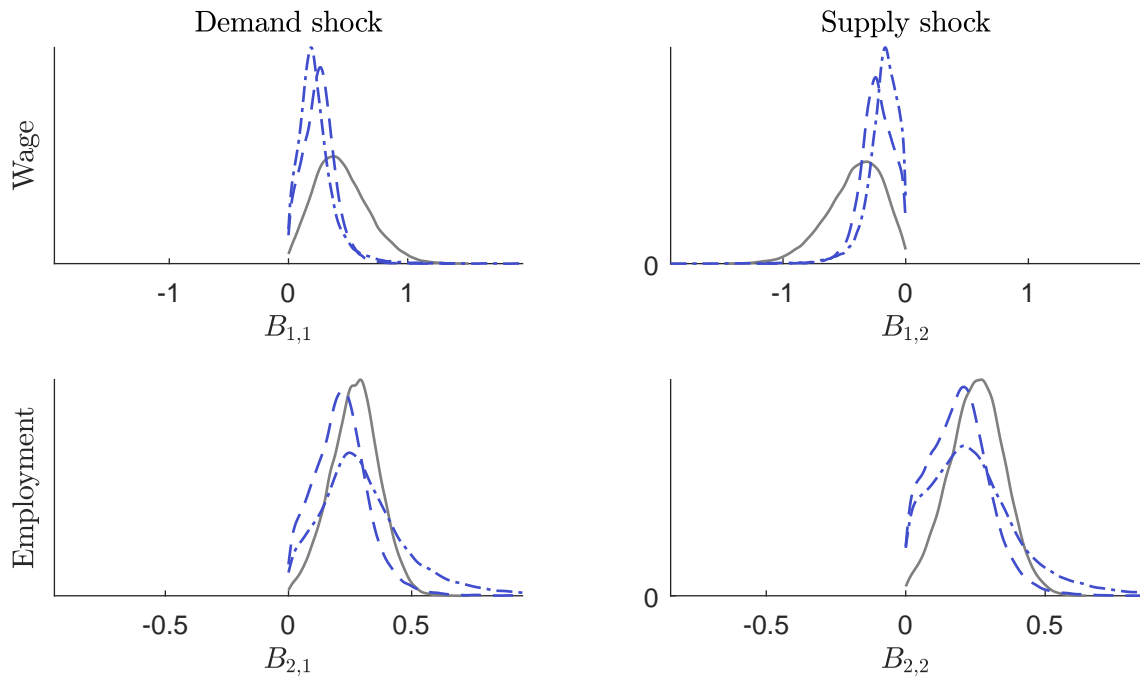 Demand shock
Supply shock
Wage
-1 0 1
B1,1
0
-1 0 1
B1,2
Employment
-0.5 0 0.5
B2,1
0
-0.5 0 0.5
B2,2